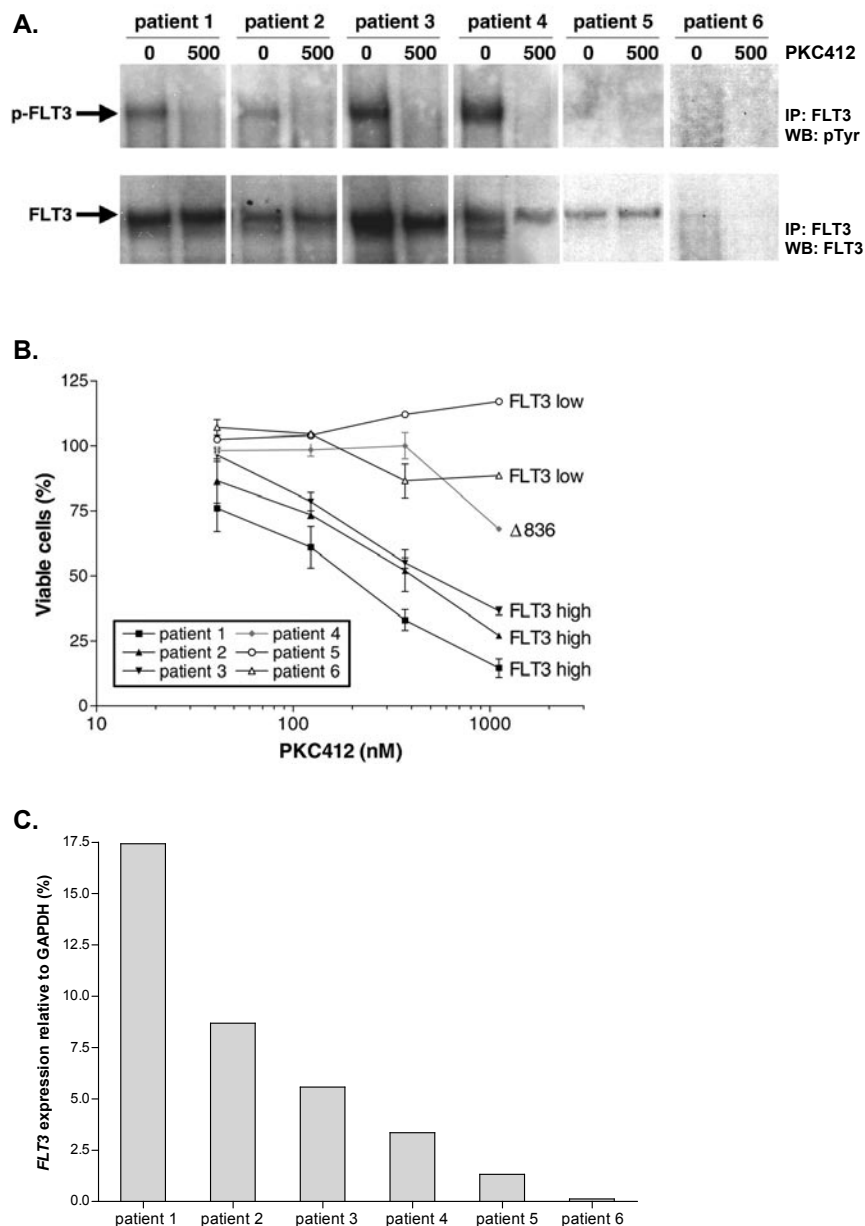 A.
patient 1 patient 2 patient 3 patient 4 patient 5 patient 6
0 500 0 500 0 500 0 500 0 500 0 500 PKC412
p-FLT3
IP: FLT3
WB: pTyr
FLT3
IP: FLT3
WB: FLT3
B.
125
100
75
50
25
0
Viable cells (%)
FLT3 low
FLT3 low
Δ836
FLT3 high
FLT3 high
FLT3 high
patient 1 patient 4
patient 2 patient 5
patient 3 patient 6
10 100 1000
PKC412 (nM)
C.
17.5
15.0
12.5
10.0
7.5
5.0
2.5
0.0
FLT3 expression relative to GAPDH (%)
patient 1 patient 2 patient 3 patient 4 patient 5 patient 6